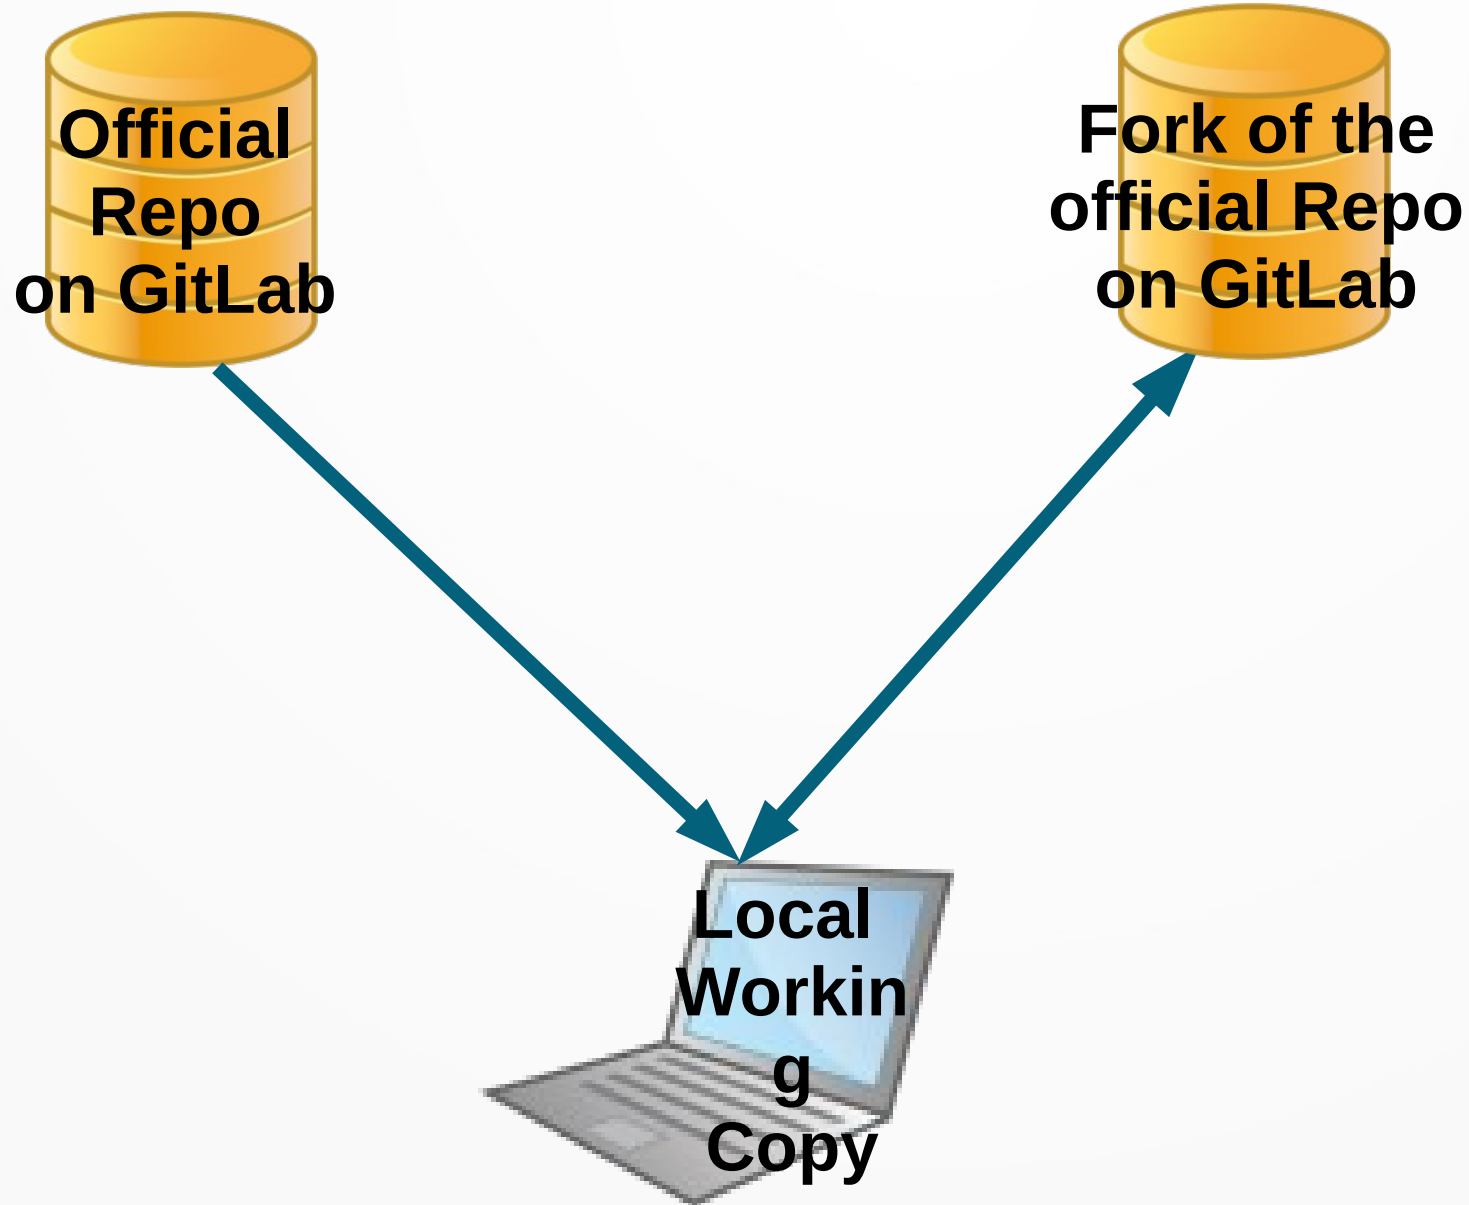 Official
Repo
on GitLab
Fork of the
official Repo
on GitLab
Local
Workin
g
Copy